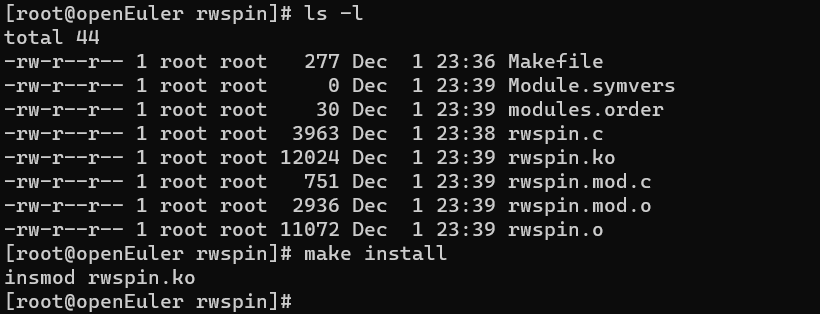 [root@openEuler rwspin]# ls -l
total 44
-rw-r--r-- 1 root root   277 Dec  1 23:36 Makefile
-rw-r--r-- 1 root root     0 Dec  1 23:39 Module.symvers
-rw-r--r-- 1 root root    30 Dec  1 23:39 modules.order
-rw-r--r-- 1 root root  3963 Dec  1 23:38 rwspin.c
-rw-r--r-- 1 root root 12024 Dec  1 23:39 rwspin.ko
-rw-r--r-- 1 root root   751 Dec  1 23:39 rwspin.mod.c
-rw-r--r-- 1 root root  2936 Dec  1 23:39 rwspin.mod.o
-rw-r--r-- 1 root root 11072 Dec  1 23:39 rwspin.o
[root@openEuler rwspin]# make install
insmod rwspin.ko
[root@openEuler rwspin]#